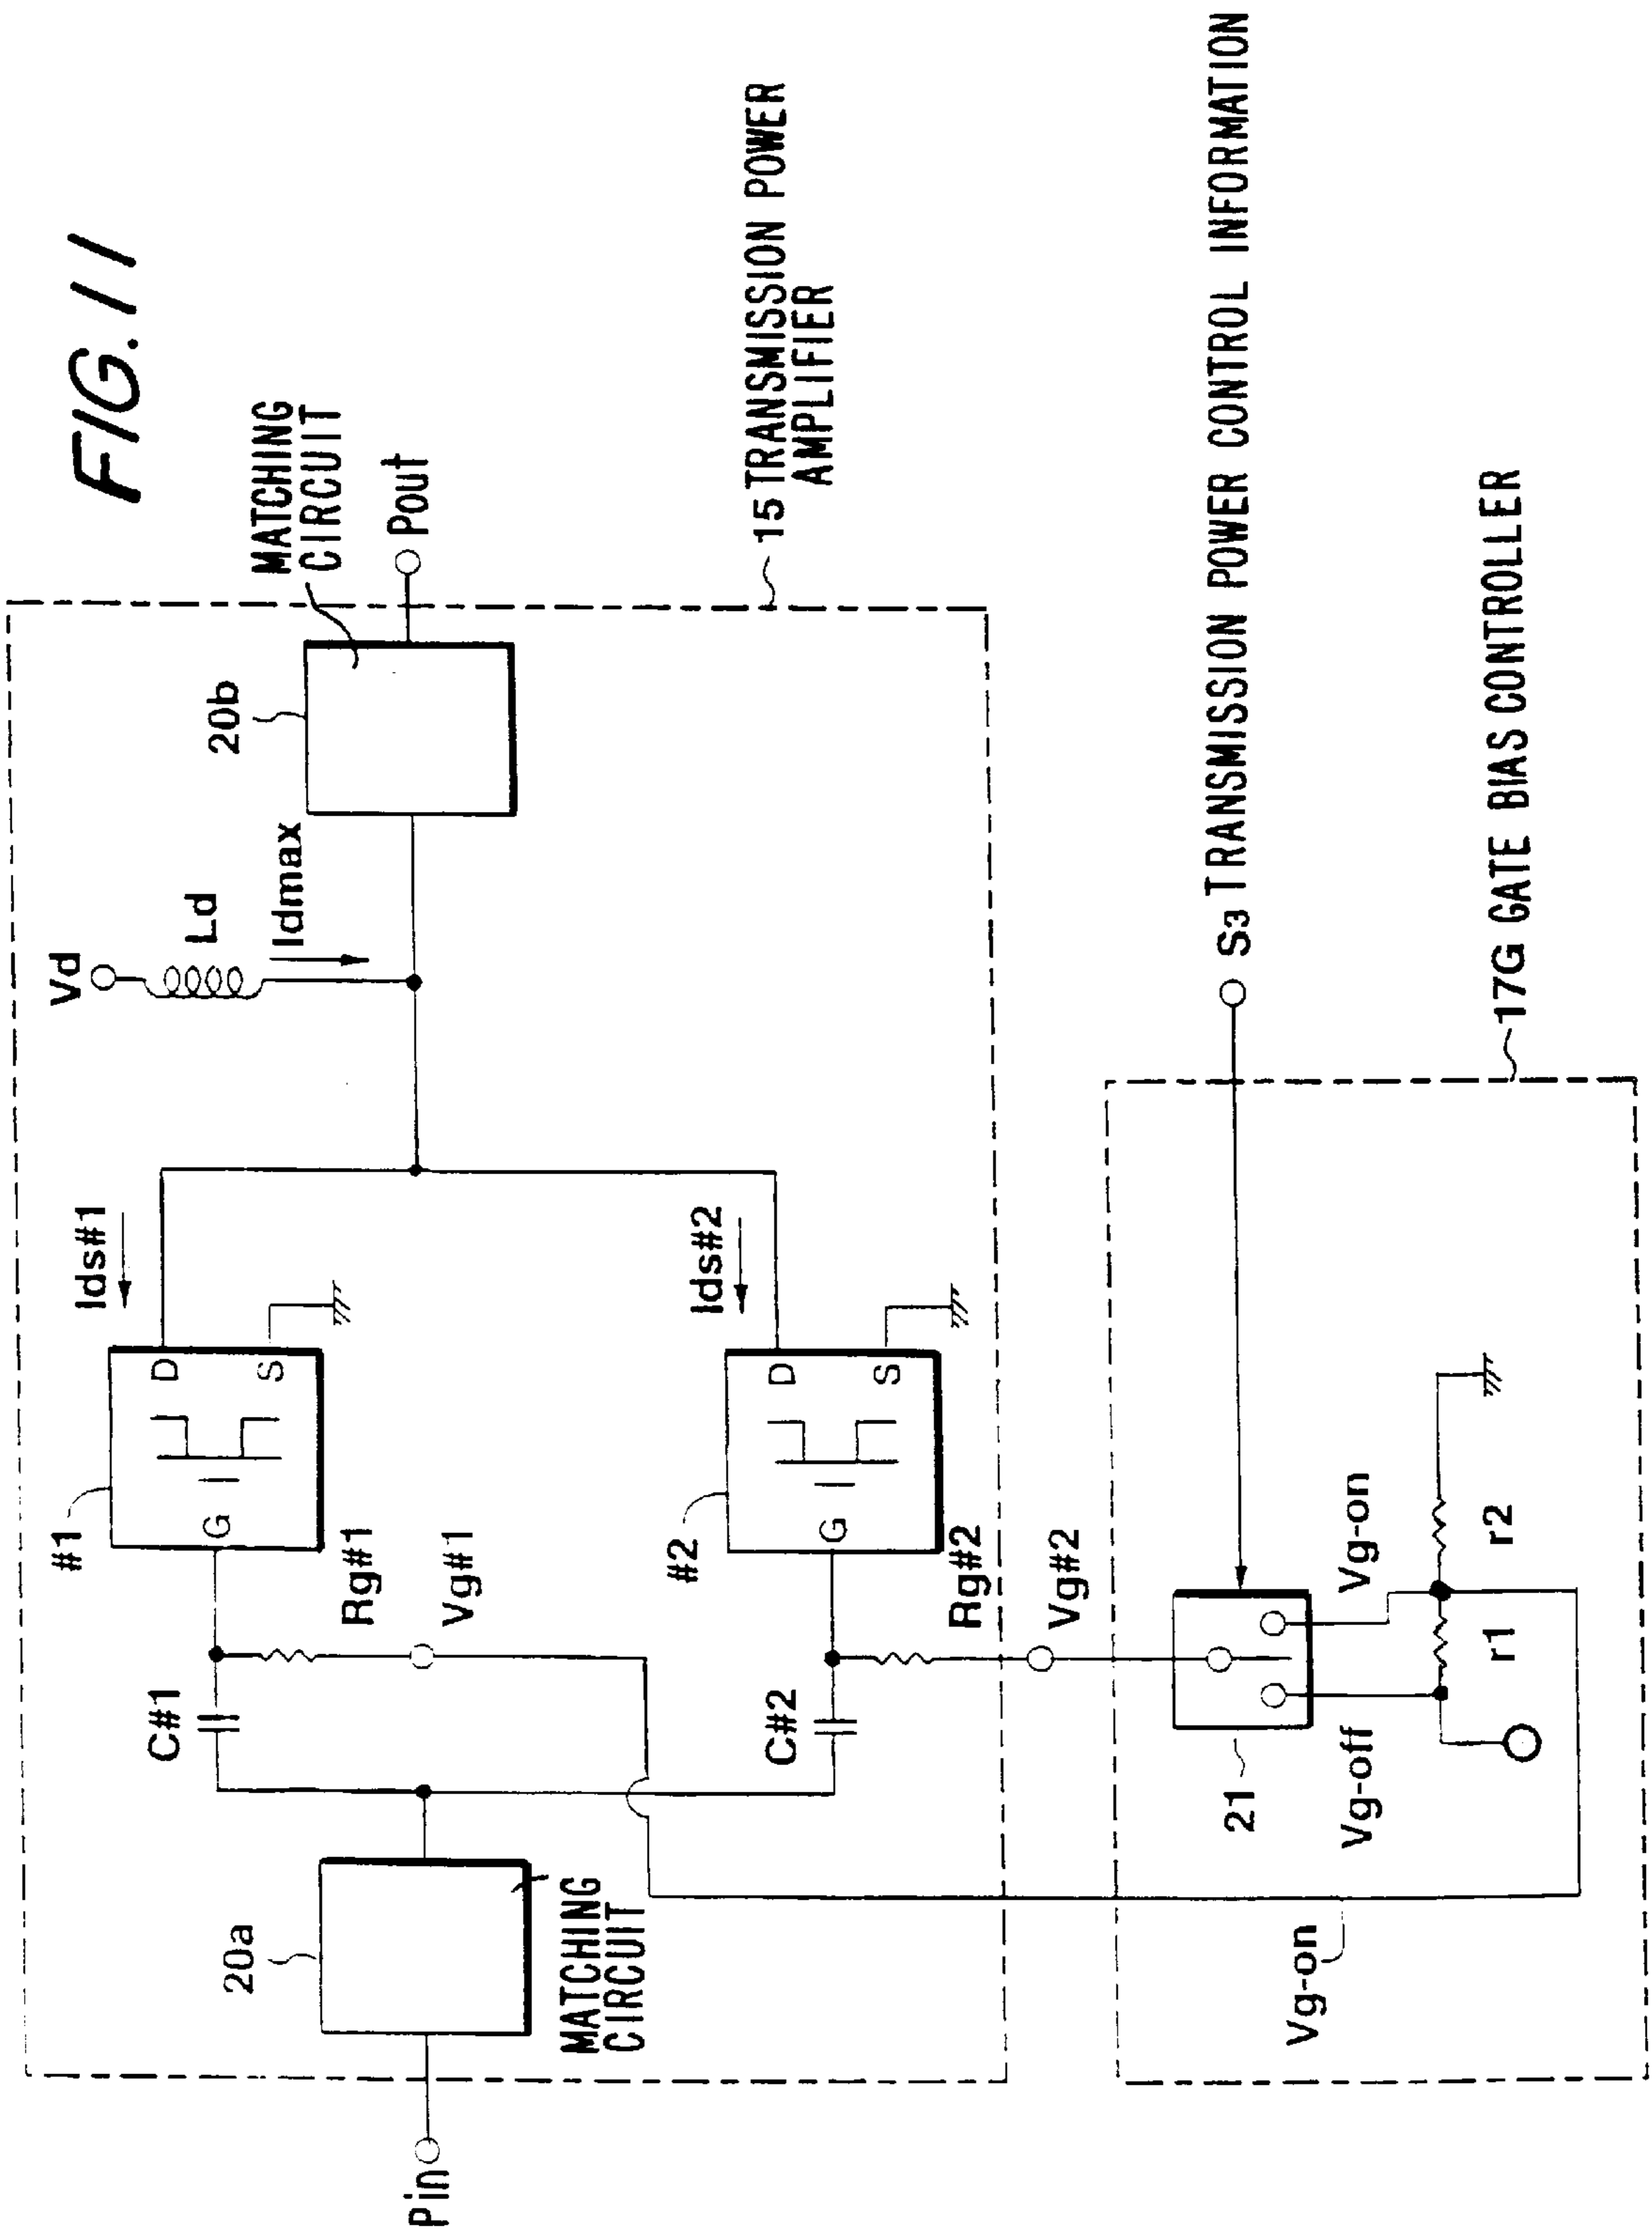 FIG. 11
Vd
Ld
Idmax
MATCHING
CIRCUIT
20b
Pout
#1
Ids#1
G
D
S
C#1
Rg#1
Vg#1
20a
MATCHING
CIRCUIT
Pin
15 TRANSMISSION POWER
AMPLIFIER
#2
Ids#2
G
D
S
C#2
Rg#2
Vg#2
S3 TRANSMISSION POWER CONTROL INFORMATION
21
Vg-off
Vg-on
r1
r2
Vg-on
17G GATE BIAS CONTROLLER